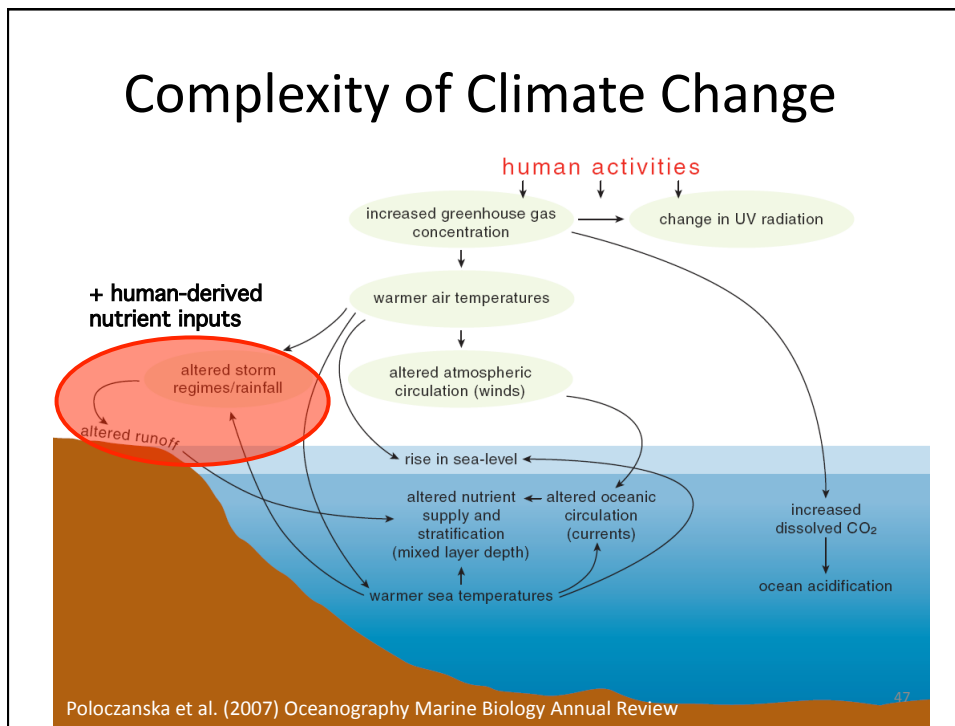 Complexity of Climate Change
human activities
increased greenhouse gas
concentration
change in UV radiation
+ human-derived
nutrient inputs
warmer air temperatures
altered storm
regimes/rainfall
altered atmospheric
circulation (winds)
altered runoff
rise in sea-level
altered nutrient
supply and
stratification
(mixed layer depth)
altered oceanic
circulation
(currents)
increased
dissolved CO₂
warmer sea temperatures
ocean acidification
47
Poloczanska et al. (2007) Oceanography Marine Biology Annual Review